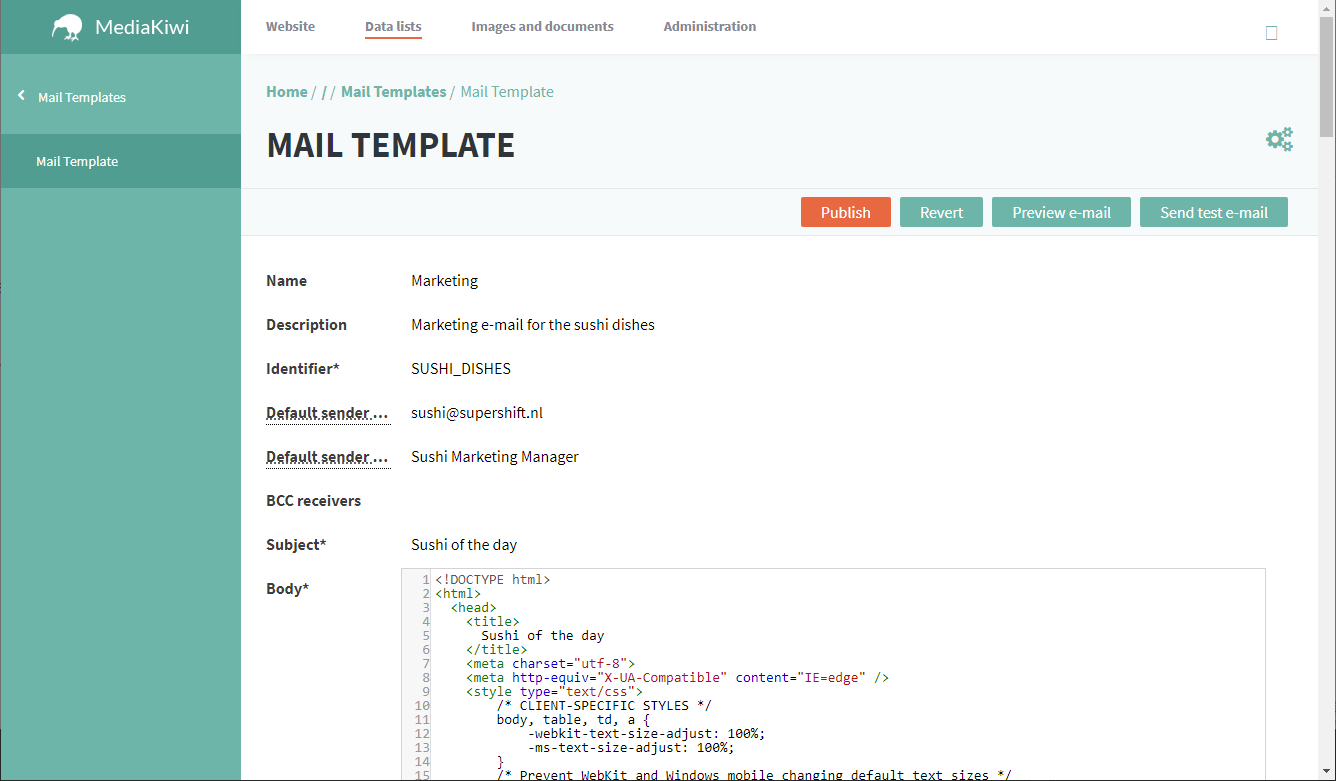 MediaKiwi
Website Data lists Images and documents Administration
Mail Templates
Mail Template
Home / / / Mail Templates / Mail Template
MAIL TEMPLATE
Publish Revert Preview e-mail Send test e-mail
Name Marketing
Description Marketing e-mail for the sushi dishes
Identifier* SUSHI_DISHES
Default sender ... sushi@supershift.nl
Default sender ... Sushi Marketing Manager
BCC receivers
Subject* Sushi of the day
Body*
1 <!DOCTYPE html>
2 <html>
3 <head>
4 <title>
5 Sushi of the day
6 </title>
7 <meta charset="utf-8">
8 <meta http-equiv="X-UA-Compatible" content="IE=edge" />
9 <style type="text/css">
10 /* CLIENT-SPECIFIC STYLES */
11 body, table, td, a {
12 -webkit-text-size-adjust: 100%;
13 -ms-text-size-adjust: 100%;
14 }
15 /* Prevent WebKit and Windows mobile changing default text sizes */